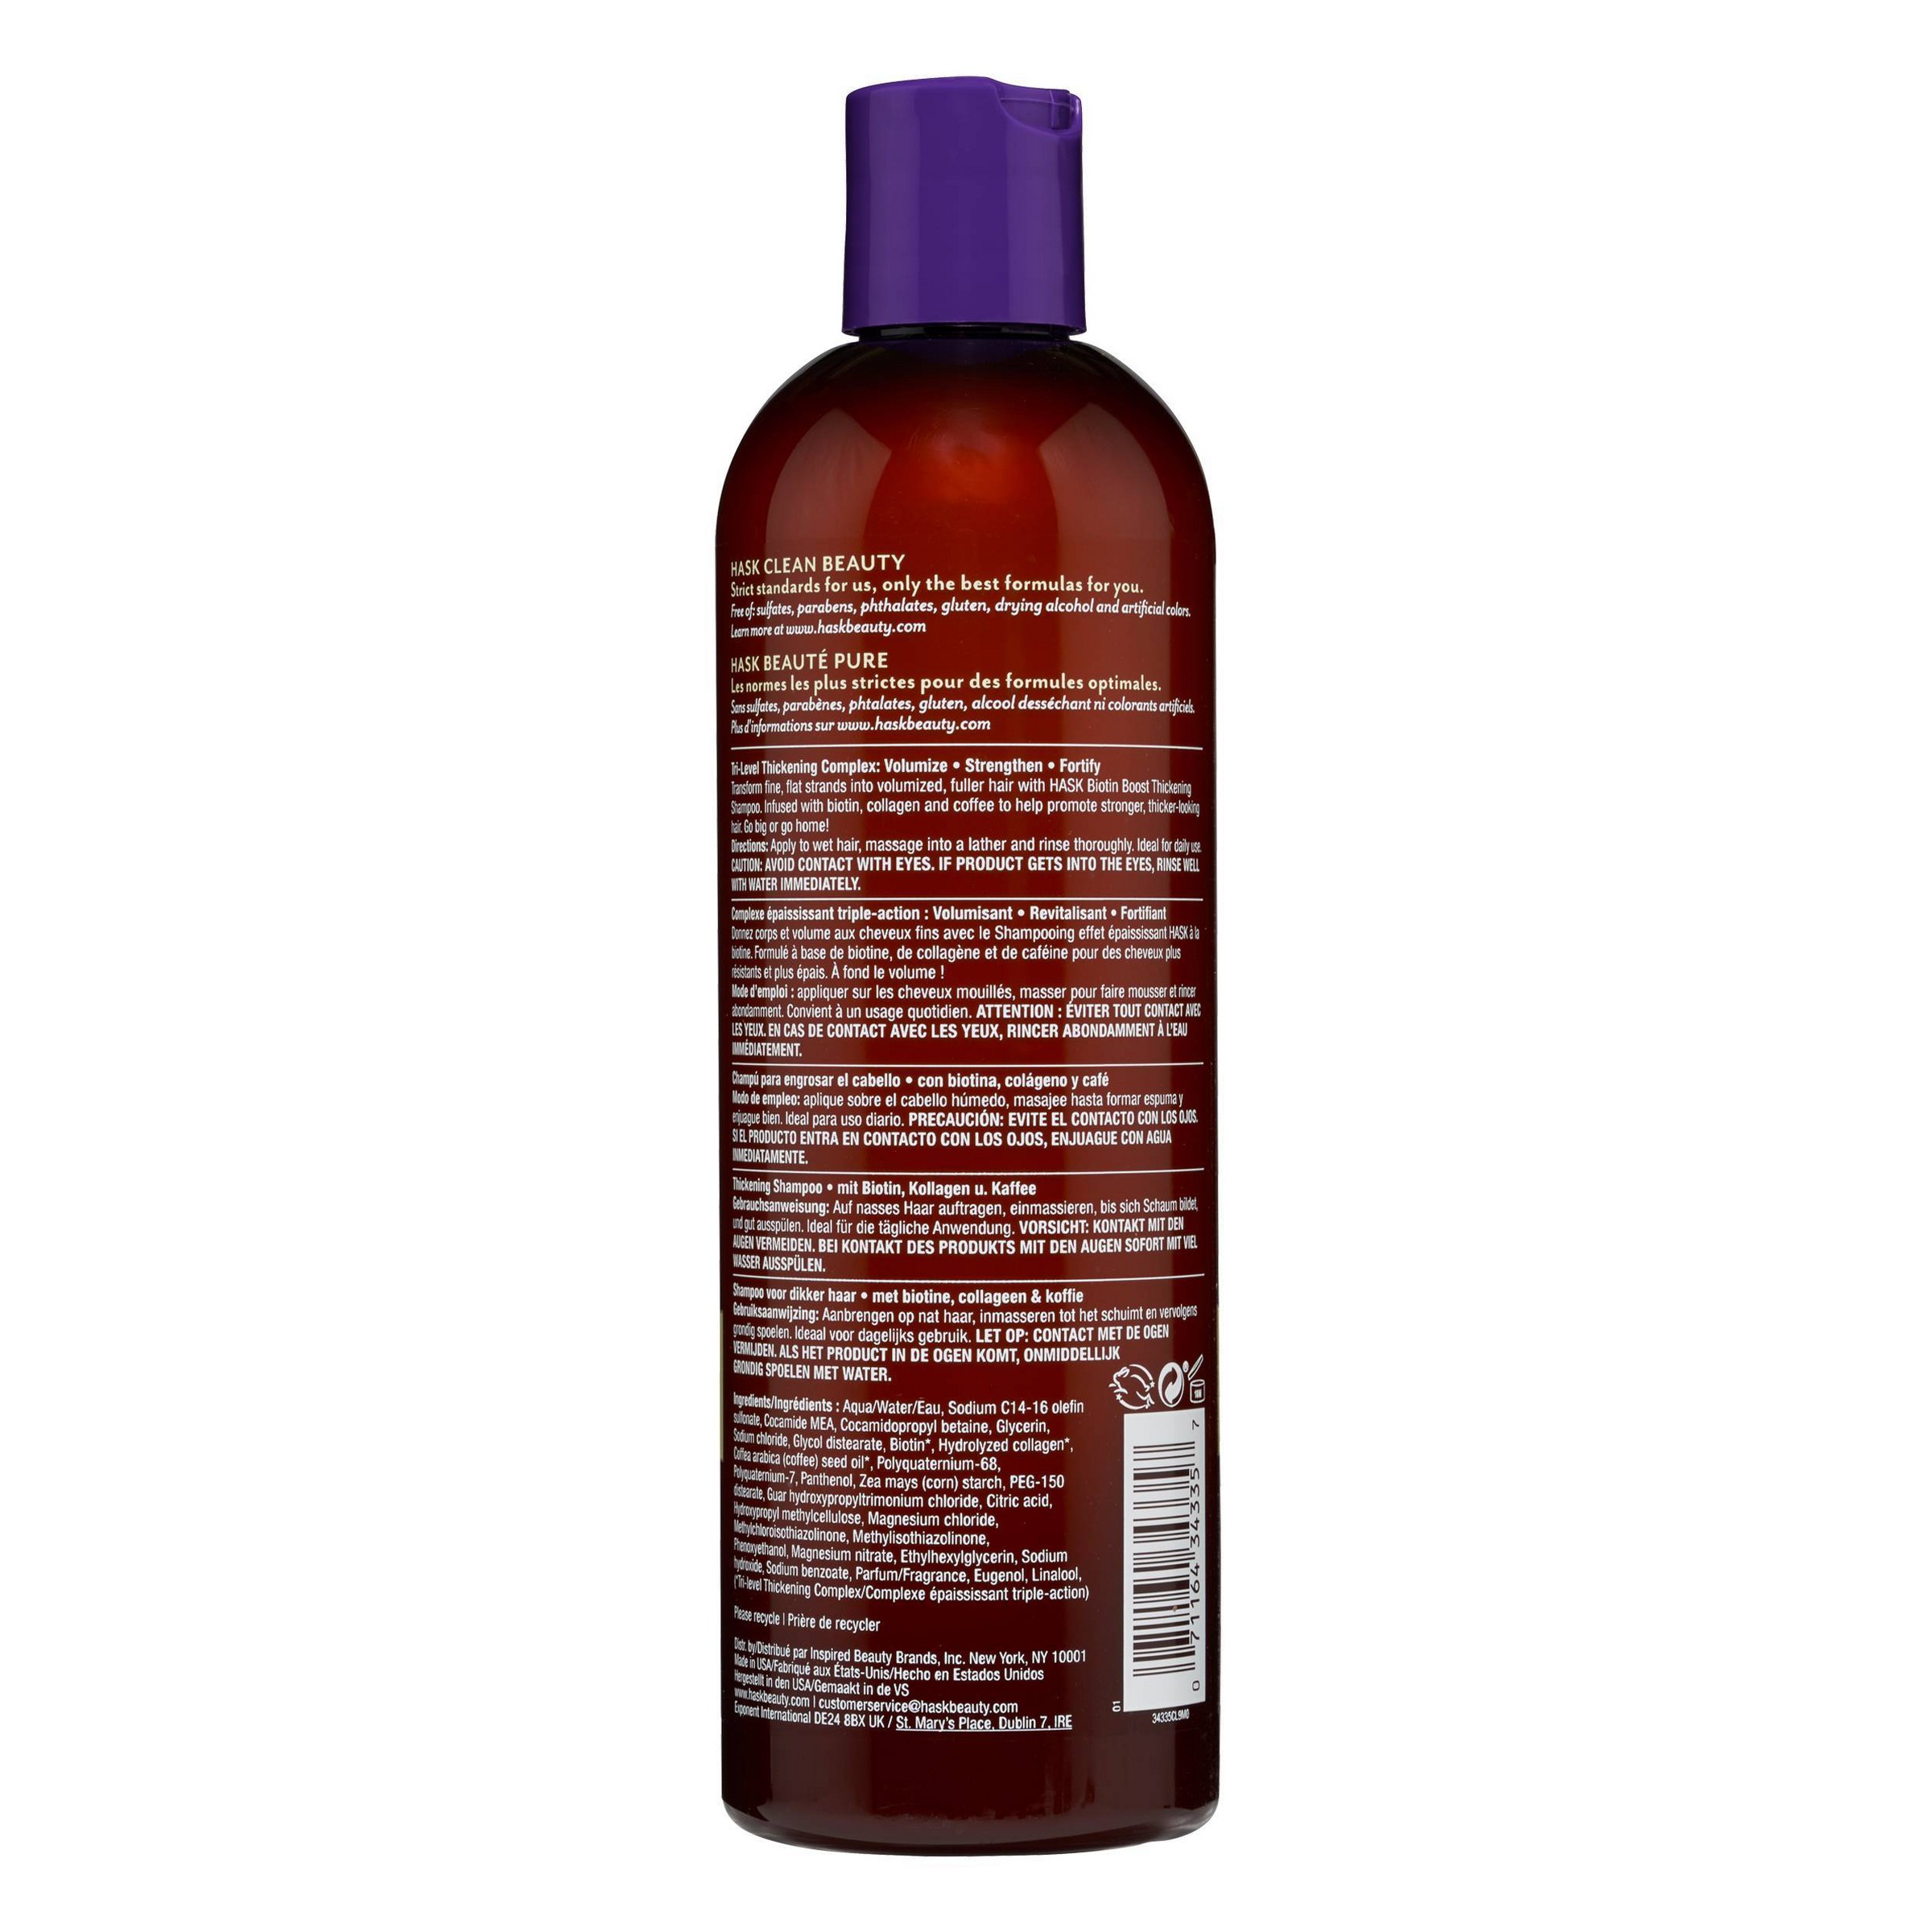 HASK CLEAN BEAUTY
Strict standards for us, only the best formulas for you.
Free of: sulfates, parabens, phthalates, gluten, drying alcohol and artificial colors.
Learn more at www.haskbeauty.com
HASK BEAUTÉ PURE
Les normes les plus strictes pour des formules optimales.
Sans sulfates, parabènes, phtalates, gluten, alcool desséchant ni colorants artificiels.
Plus d'informations sur www.haskbeauty.com
Tri-Level Thickening Complex: Volumize • Strengthen • Fortify
Transform fine, flat strands into volumized, fuller hair with HASK Biotin Boost Thickening
Shampoo. Infused with biotin, collagen and coffee to help promote stronger, thicker-looking
hair. Go big or go home!
Directions: Apply to wet hair, massage into a lather and rinse thoroughly. Ideal for daily use.
CAUTION: AVOID CONTACT WITH EYES. IF PRODUCT GETS INTO THE EYES, RINSE WELL
WITH WATER IMMEDIATELY.
Complexe épaississant triple-action : Volumisant • Revitalisant • Fortifiant
Donnez corps et volume aux cheveux fins avec le Shampooing effet épaississant HASK à la
biotine. Formulé à base de biotine, de collagène et de caféine pour des cheveux plus
résistants et plus épais. À fond le volume !
Mode d'emploi : appliquer sur les cheveux mouillés, masser pour faire mousser et rincer
abondamment. Convient à un usage quotidien. ATTENTION : ÉVITER TOUT CONTACT AVEC
LES YEUX. EN CAS DE CONTACT AVEC LES YEUX, RINCER ABONDAMMENT À L'EAU
IMMÉDIATEMENT.
Champú para engrosar el cabello • con biotina, colágeno y café
Modo de empleo: aplique sobre el cabello húmedo, masajee hasta formar espuma y
enjuague bien. Ideal para uso diario. PRECAUCIÓN: EVITE EL CONTACTO CON LOS OJOS.
SI EL PRODUCTO ENTRA EN CONTACTO CON LOS OJOS, ENJUAGUE CON AGUA
INMEDIATAMENTE.
Thickening Shampoo • mit Biotin, Kollagen u. Kaffee
Gebrauchsanweisung: Auf nasses Haar auftragen, einmassieren, bis sich Schaum bildet,
und gut ausspülen. Ideal für die tägliche Anwendung. VORSICHT: KONTAKT MIT DEN
AUGEN VERMEIDEN. BEI KONTAKT DES PRODUKTS MIT DEN AUGEN SOFORT MIT VIEL
WASSER AUSSPÜLEN.
Shampoo voor dikker haar • met biotine, collageen & koffie
Gebruiksaanwijzing: Aanbrengen op nat haar, inmasseren tot het schuimt en vervolgens
grondig spoelen. Ideaal voor dagelijks gebruik. LET OP: CONTACT MET DE OGEN
VERMIJDEN. ALS HET PRODUCT IN DE OGEN KOMT, ONMIDDELLIJK
GRONDIG SPOELEN MET WATER.
Ingredients/Ingrédients : Aqua/Water/Eau, Sodium C14-16 olefin
sulfonate, Cocamide MEA, Cocamidopropyl betaine, Glycerin,
Sodium chloride, Glycol distearate, Biotin*, Hydrolyzed collagen*,
Coffea arabica (coffee) seed oil*, Polyquaternium-68,
Polyquaternium-7, Panthenol, Zea mays (corn) starch, PEG-150
distearate, Guar hydroxypropyltrimonium chloride, Citric acid,
Hydroxypropyl methylcellulose, Magnesium chloride,
Methylchloroisothiazolinone, Methylisothiazolinone,
Phenoxyethanol, Magnesium nitrate, Ethylhexylglycerin, Sodium
hydroxide, Sodium benzoate, Parfum/Fragrance, Eugenol, Linalool,
(*Tri-level Thickening Complex/Complexe épaississant triple-action)
Please recycle | Prière de recycler
Distr. by/Distribué par Inspired Beauty Brands, Inc. New York, NY 10001
Made in USA/Fabriqué aux États-Unis/Hecho en Estados Unidos
Hergestellt in den USA/Gemaakt in de VS
www.haskbeauty.com | customerservice@haskbeauty.com
Exponent International DE24 8BX UK / St. Mary's Place, Dublin 7, IRE
0 71164 34335 7
01
34335CL9M0